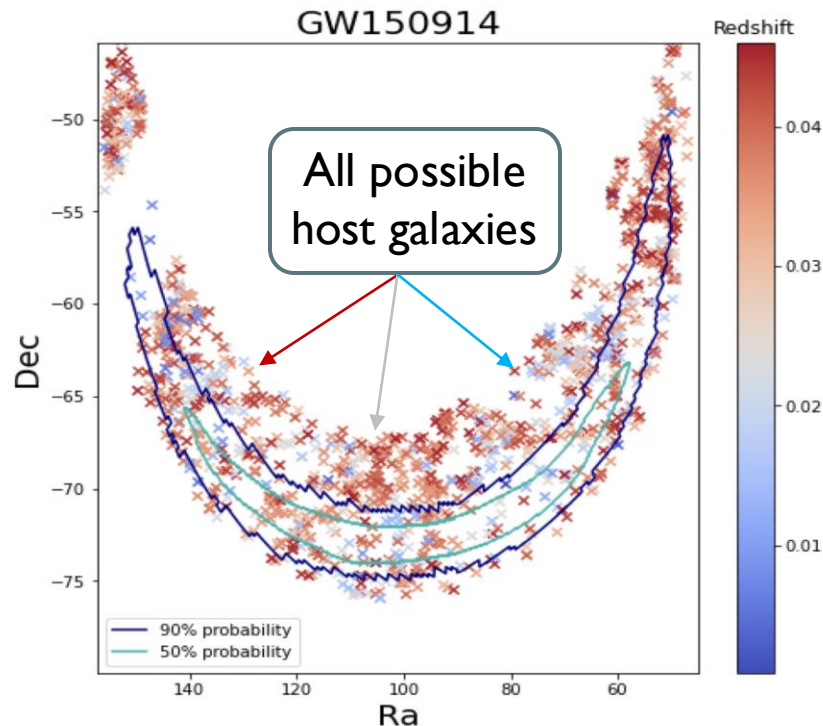 GW150914
Redshift
All possible
host galaxies
−50
−55
−60
−65
−70
−75
Dec
0.04
0.03
0.02
0.01
90% probability
50% probability
140 120 100 80 60
Ra